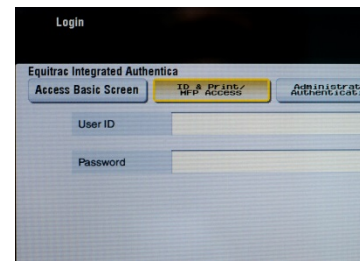 Login
Equitrac Integrated Authentica
Access Basic Screen
ID & Print/
MFP Access
Administrat
Authenticat
User ID
Password